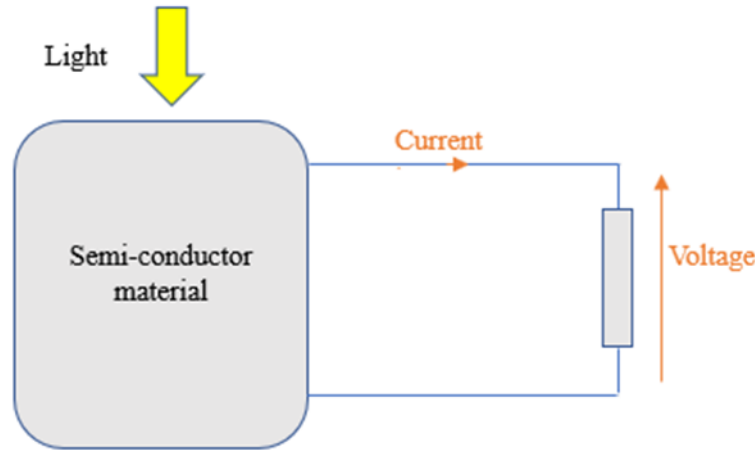 Light
Current
Semi-conductor
material
Voltage